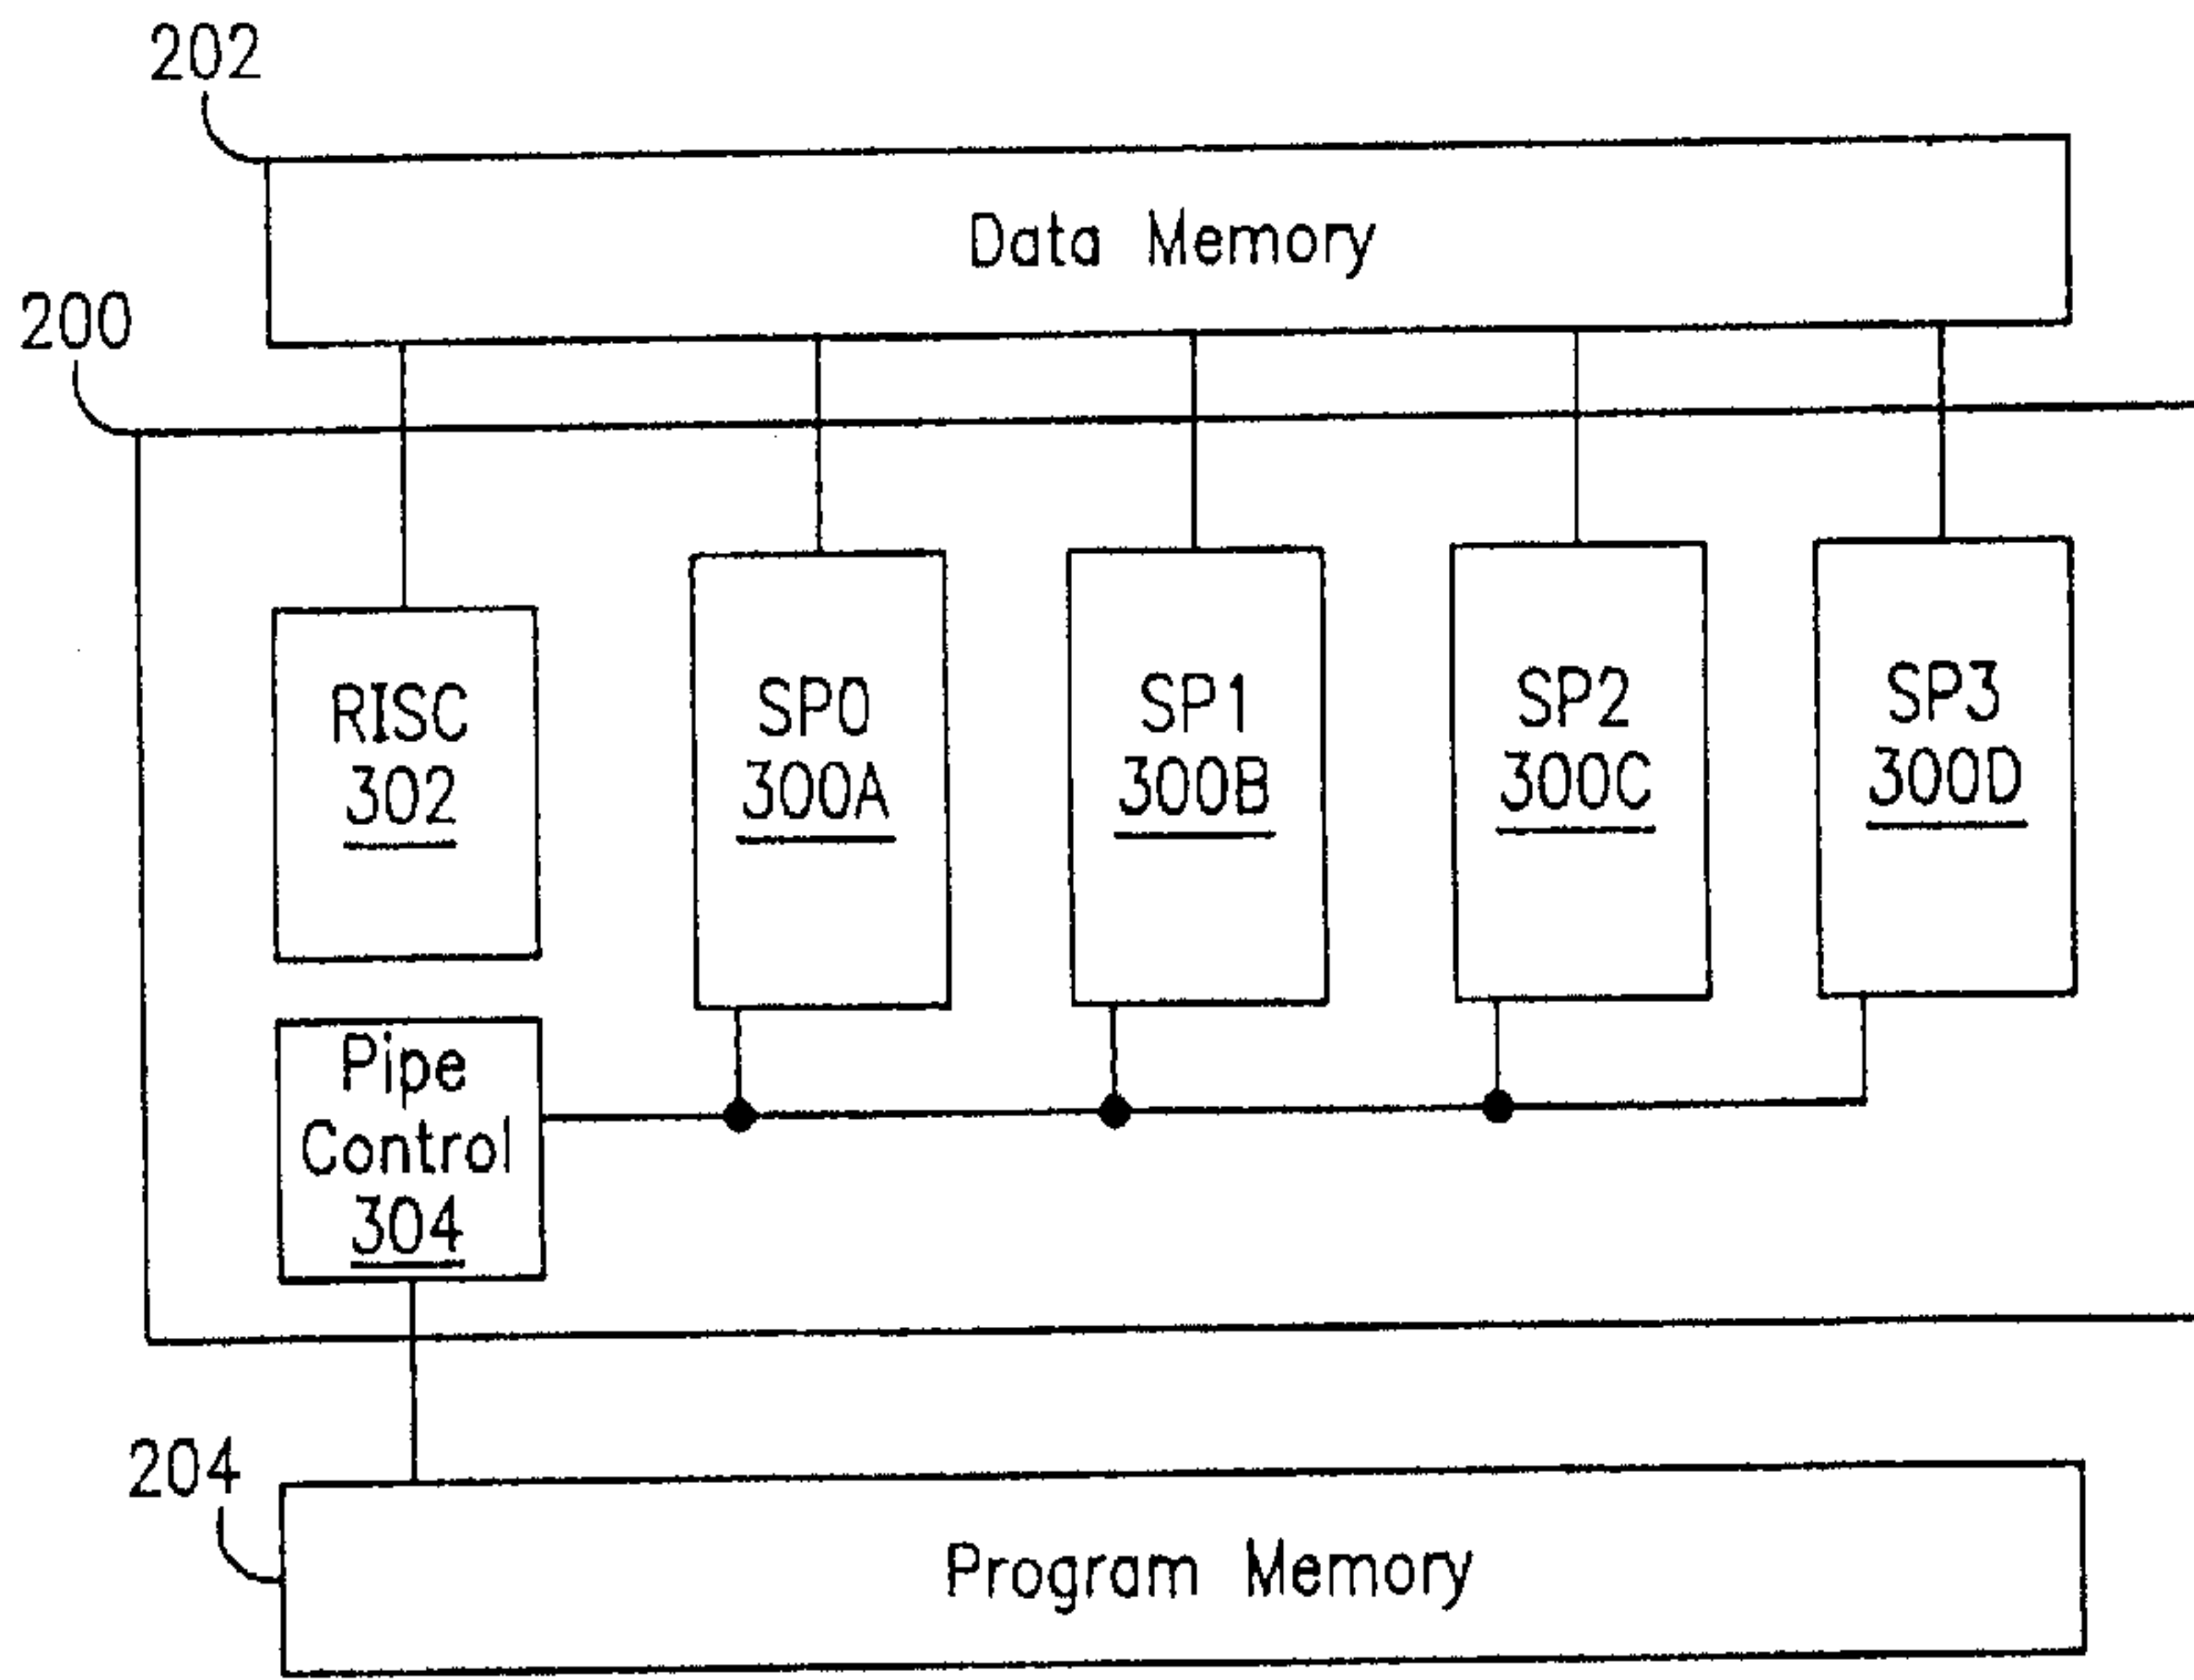 202
Data Memory
200
RISC
302
SP0
300A
SP1
300B
SP2
300C
SP3
300D
Pipe
Control
304
204
Program Memory